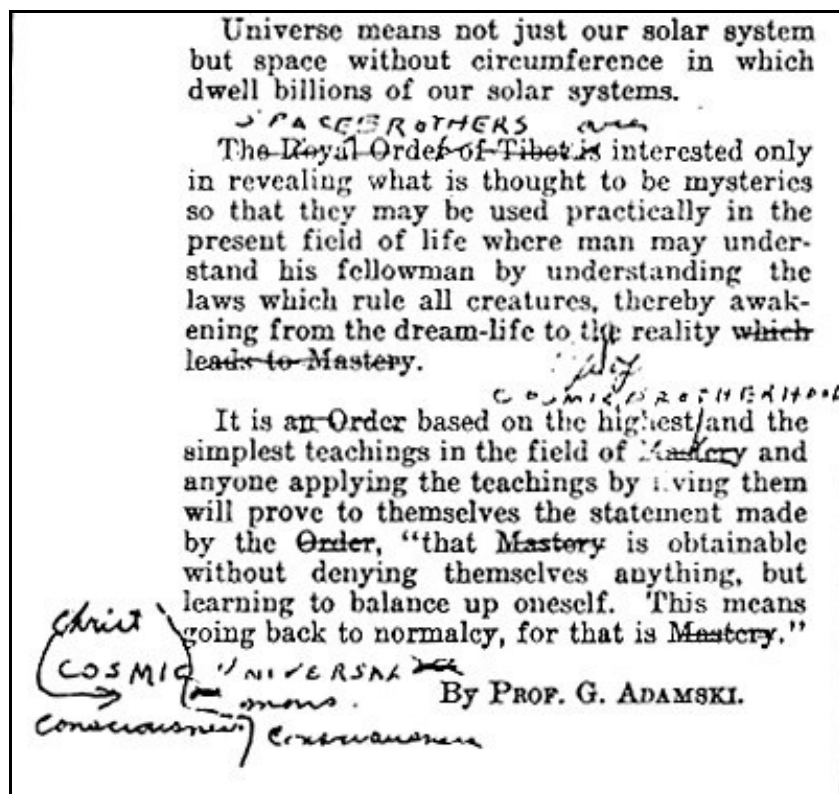 Universe means not just our solar system
but space without circumference in which
dwell billions of our solar systems.
SPACE BROTHERS are
The Royal Order of Tibet is interested only
in revealing what is thought to be mysteries
so that they may be used practically in the
present field of life where man may under-
stand his fellowman by understanding the
laws which rule all creatures, thereby awak-
ening from the dream-life to the reality which
leads to Mastery.
COSMIC BROTHERHOOD
It is an Order based on the highest and the
simplest teachings in the field of Mastery and
anyone applying the teachings by living them
will prove to themselves the statement made
by the Order, “that Mastery is obtainable
without denying themselves anything, but
learning to balance up oneself. This means
going back to normalcy, for that is Mastery.”
Christ
COSMIC UNIVERSAL
By PROF. G. ADAMSKI.
Consciousness Consciousness